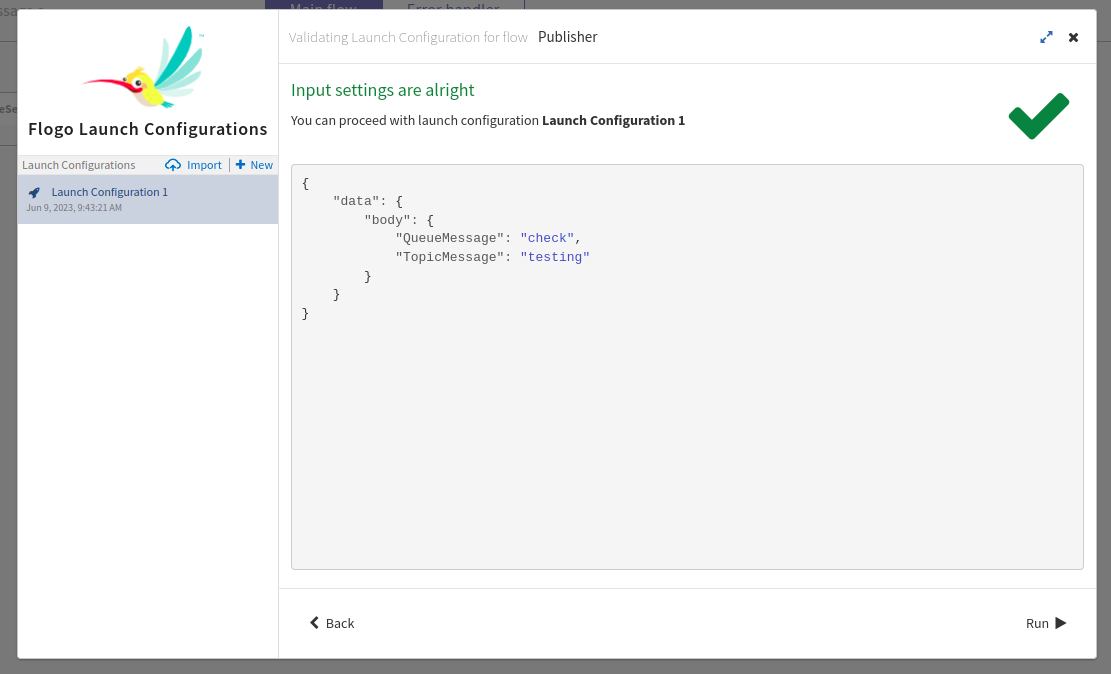 Main flow
Error handler
Validating Launch Configuration for flow Publisher
Flogo Launch Configurations
Launch Configurations Import New
Launch Configuration 1
Jun 9, 2023, 9:43:21 AM
Input settings are alright
You can proceed with launch configuration Launch Configuration 1
{
    "data": {
        "body": {
            "QueueMessage": "check",
            "TopicMessage": "testing"
        }
    }
}
Back
Run